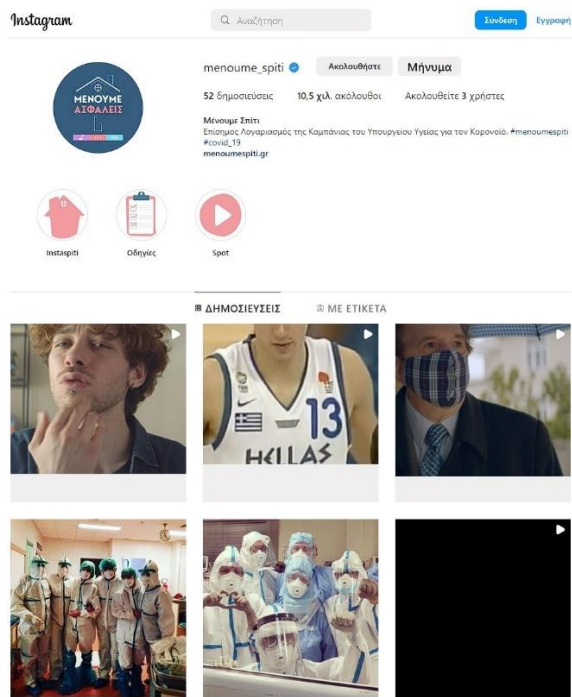 Instagram
Αναζήτηση
Σύνδεση Εγγραφή
menoume_spiti Ακολουθήστε Μήνυμα
52 δημοσιεύσεις 10,5 χιλ. ακόλουθοι Ακολουθείτε 3 χρήστες
ΜΕΝΟΥΜΕ
ΑΣΦΑΛΕΙΣ
Μένουμε Σπίτι
Επίσημος Λογαριασμός της Καμπάνιας του Υπουργείου Υγείας για τον Κορονοϊό. #menoumespiti
#covid_19
menoumespiti.gr
Instaspiti Οδηγίες Spot
ΔΗΜΟΣΙΕΥΣΕΙΣ ΜΕ ΕΤΙΚΕΤΑ
13
HELLAS